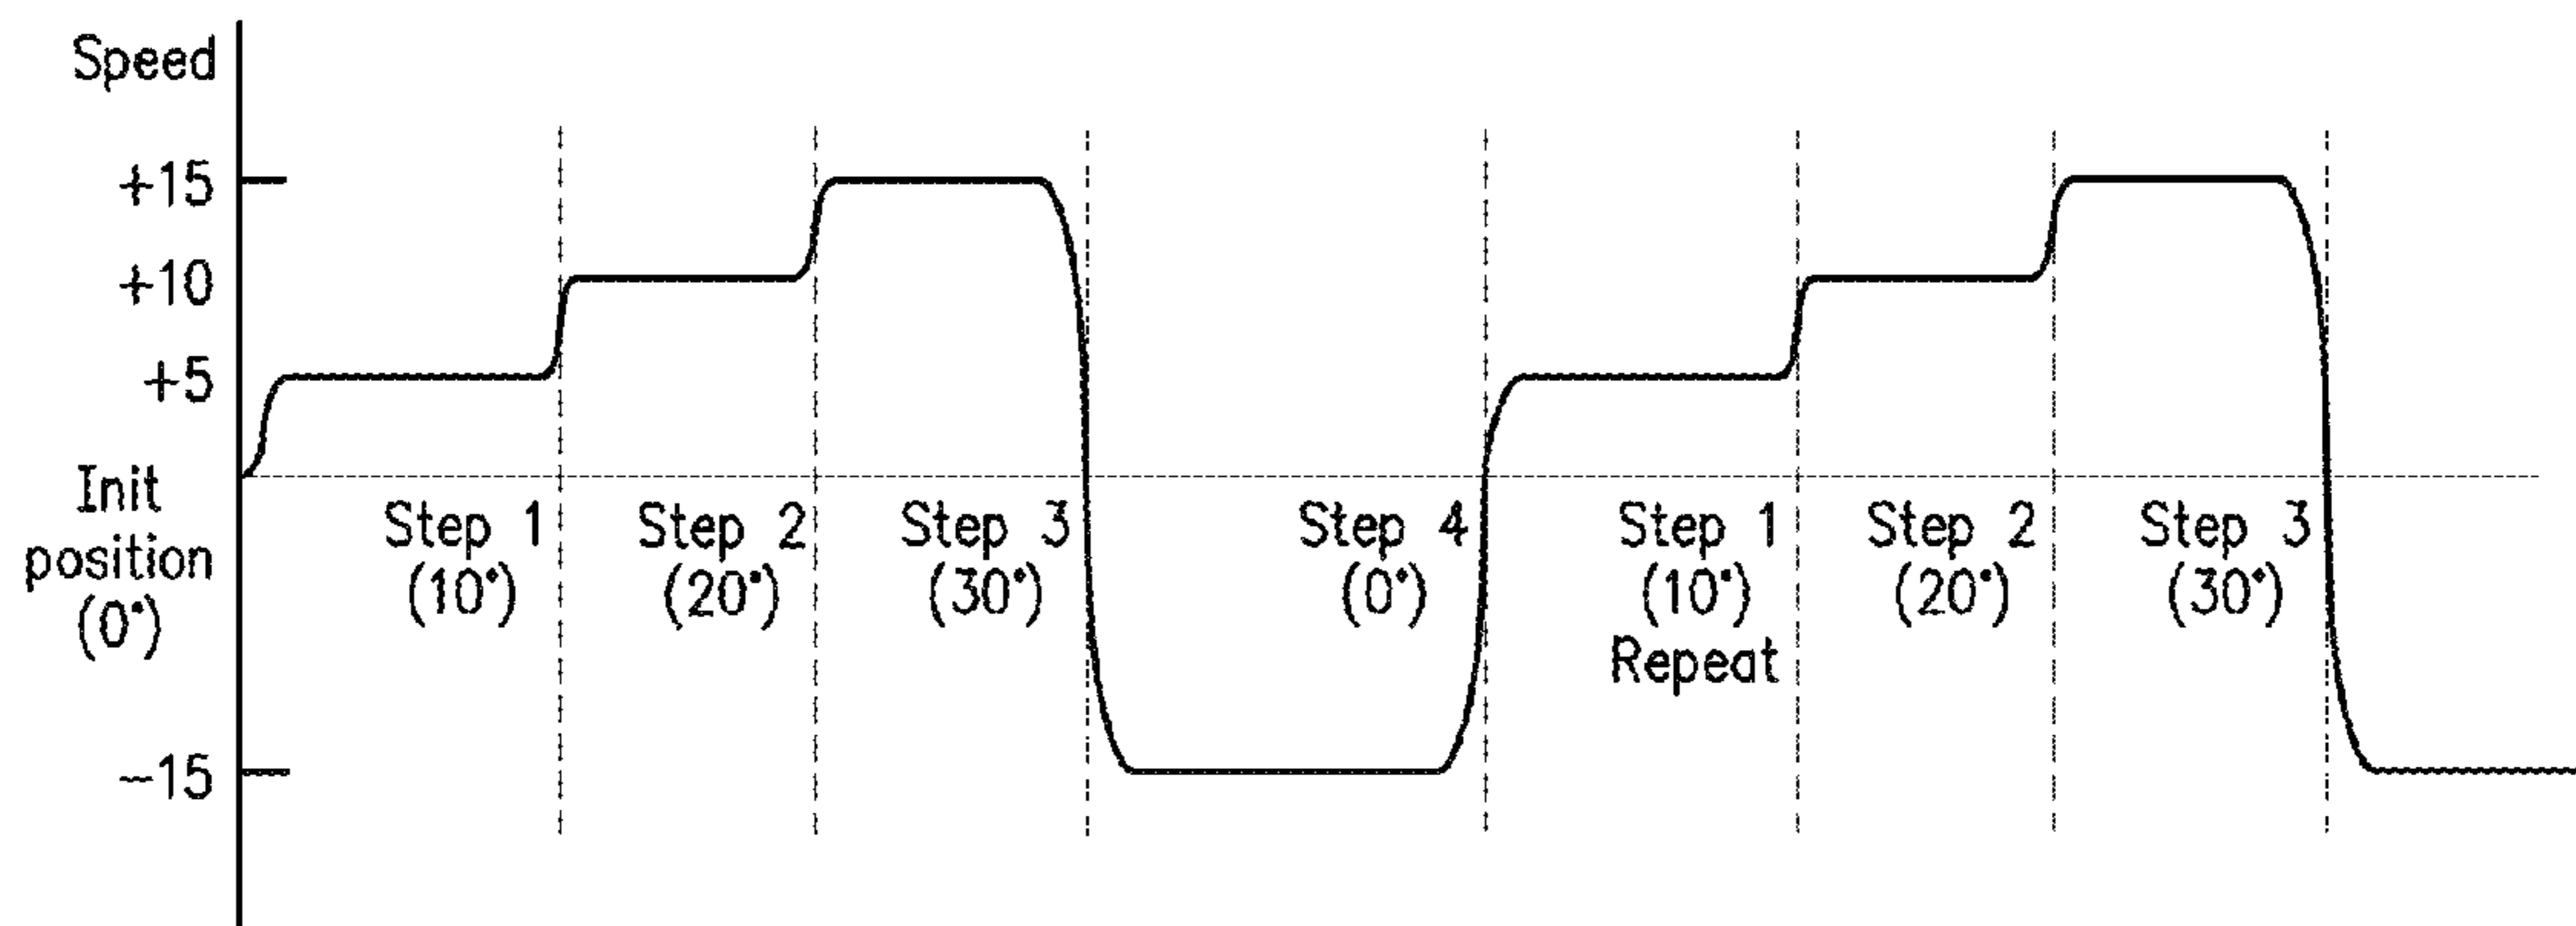 Speed
+15
+10
+5
Init
position
(0°)
-15
Step 1
(10°)
Step 2
(20°)
Step 3
(30°)
Step 4
(0°)
Step 1
(10°)
Repeat
Step 2
(20°)
Step 3
(30°)